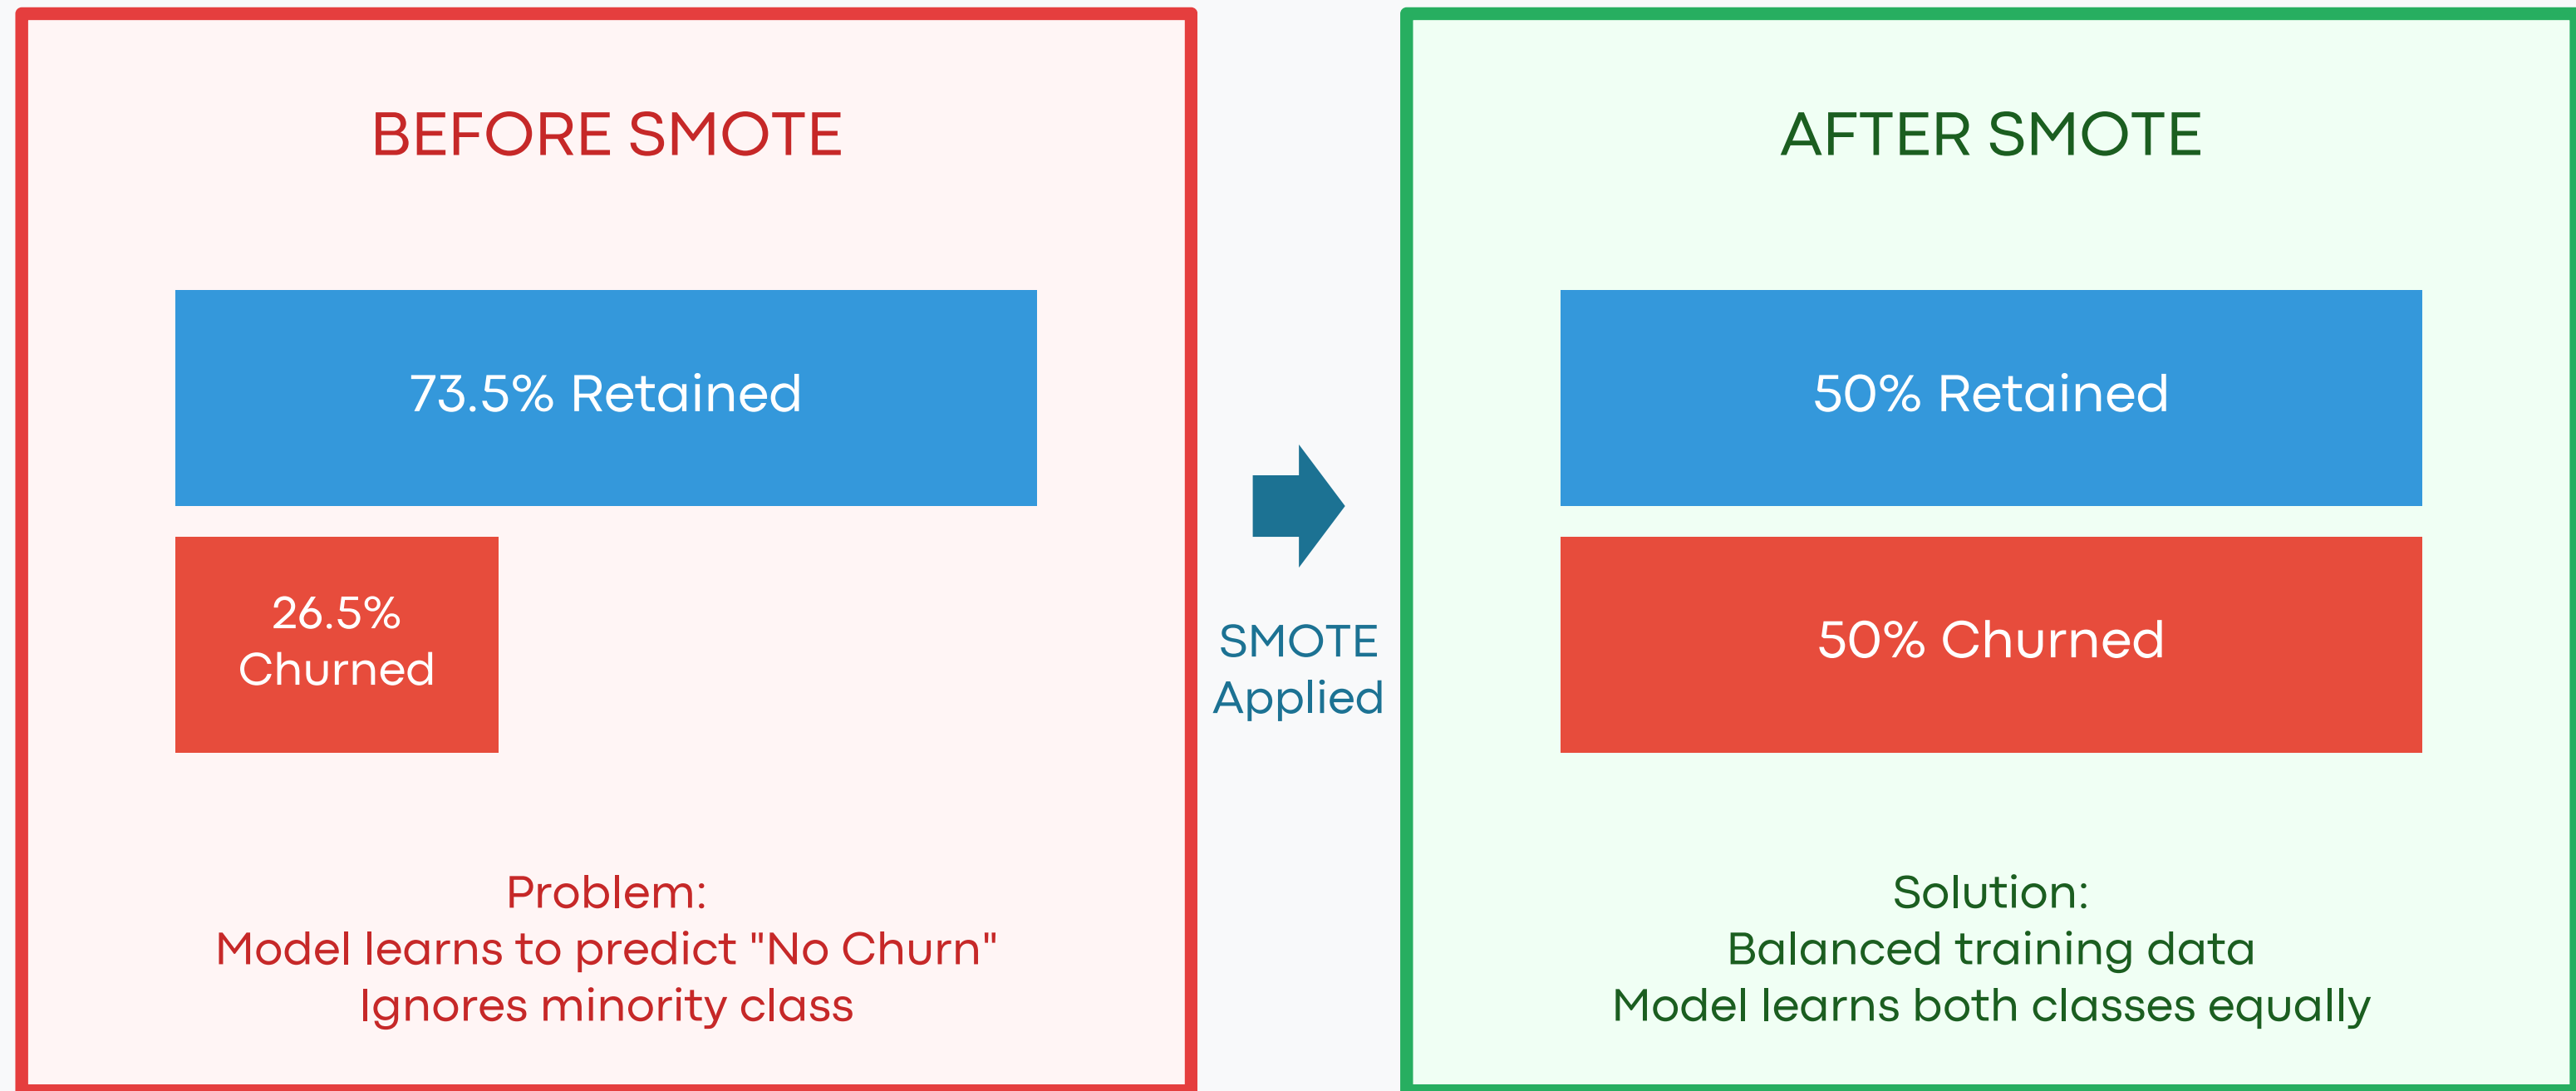 BEFORE SMOTE
73.5% Retained
26.5%
Churned
Problem:
Model learns to predict "No Churn"
Ignores minority class
SMOTE
Applied
AFTER SMOTE
50% Retained
50% Churned
Solution:
Balanced training data
Model learns both classes equally